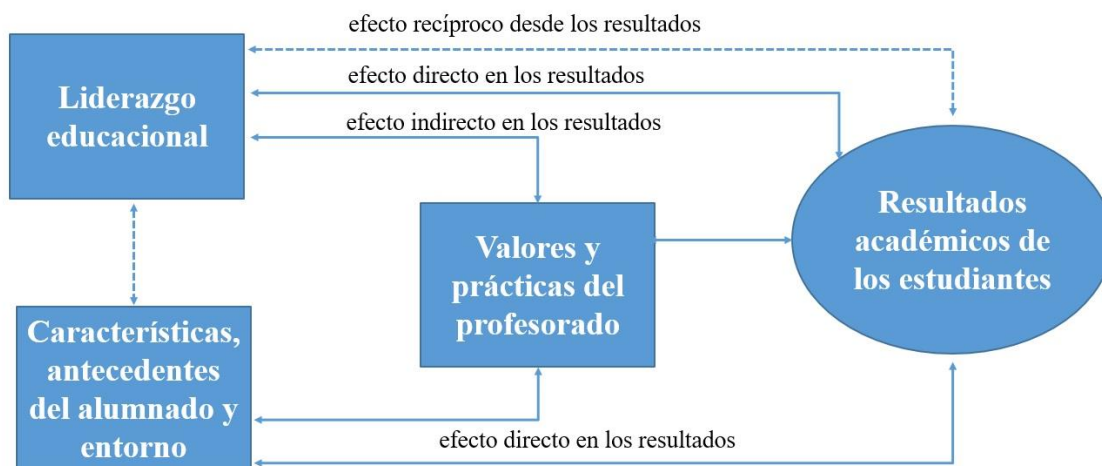 efecto recíproco desde los resultados
efecto directo en los resultados
efecto indirecto en los resultados
Liderazgo
educacional
Valores y
prácticas del
profesorado
Resultados
académicos de
los estudiantes
Característícas,
antecedentes
del alumnado y
entorno
efecto directo en los resultados